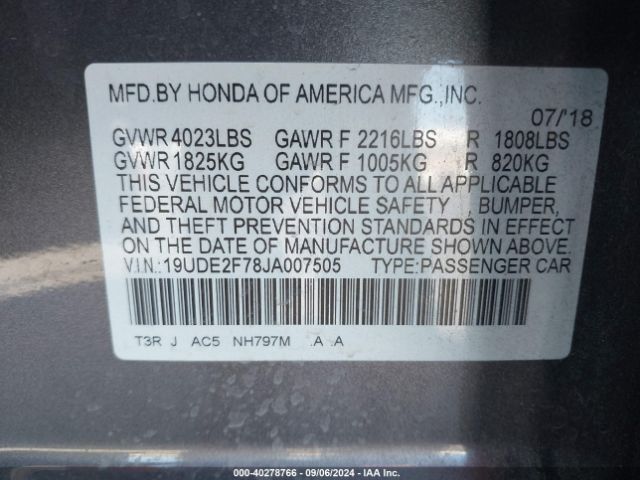 MFD.BY HONDA OF AMERICA MFG.,INC.
07/'18
GVWR 4023LBS GAWR F 2216LBS R 1808LBS
GVWR 1825KG GAWR F 1005KG R 820KG
THIS VEHICLE CONFORMS TO ALL APPLICABLE
FEDERAL MOTOR VEHICLE SAFETY , BUMPER,
AND THEFT PREVENTION STANDARDS IN EFFECT
ON THE DATE OF MANUFACTURE SHOWN ABOVE.
V.I.N.:19UDE2F78JA007505 TYPE:PASSENGER CAR
T3R J AC5 NH797M .A .A
000-40278766 - 09/06/2024 - IAA Inc.